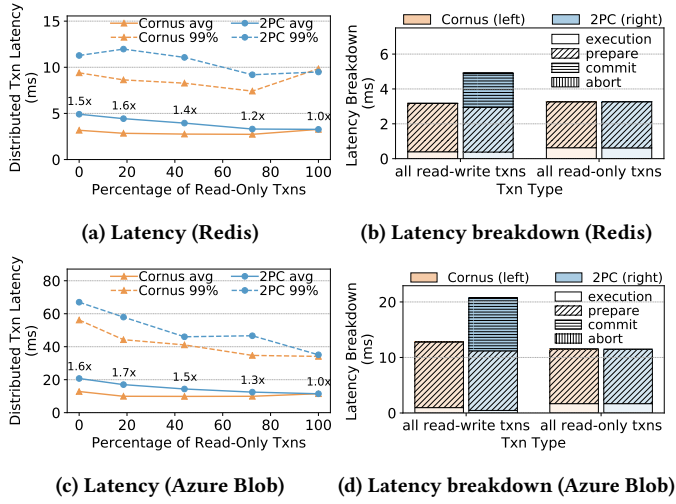 Cornus avg 2PC avg
Cornus 99% 2PC 99%
15
10
5
0
1.5x 1.6x 1.4x 1.2x 1.0x
0 20 40 60 80 100
Percentage of Read-Only Txns
Distributed Txn Latency
(ms)
(a) Latency (Redis)
Cornus (left) 2PC (right)
execution
prepare
commit
abort
6
4
2
0
all read-write txns all read-only txns
Txn Type
Latency Breakdown
(ms)
(b) Latency breakdown (Redis)
Cornus avg 2PC avg
Cornus 99% 2PC 99%
80
60
40
20
0
1.6x 1.7x 1.5x 1.3x 1.0x
0 20 40 60 80 100
Percentage of Read-Only Txns
Distributed Txn Latency
(ms)
(c) Latency (Azure Blob)
Cornus (left) 2PC (right)
execution
prepare
commit
abort
20
10
0
all read-write txns all read-only txns
Txn Type
Latency Breakdown
(ms)
(d) Latency breakdown (Azure Blob)